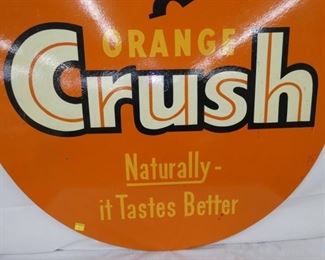 ORANGE
Crush
Naturally-
it Tastes Better